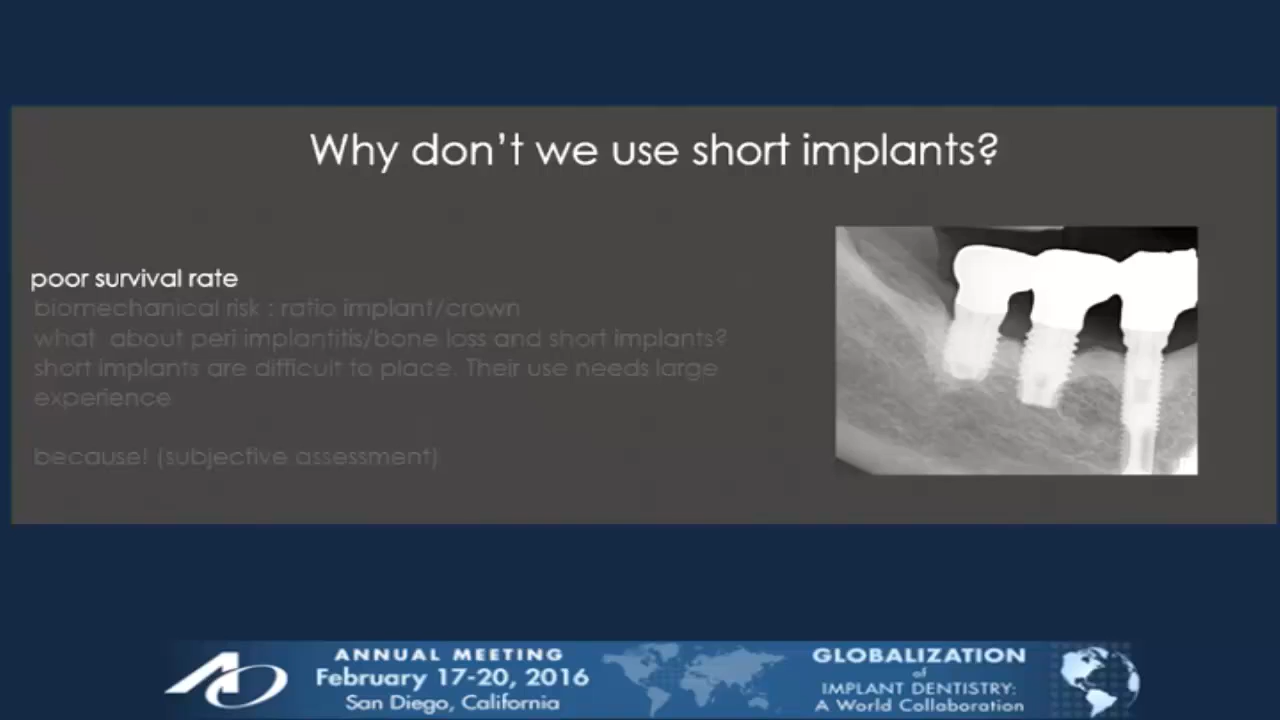 Why don't we use short implants?
poor survival rate
biomechanical risk : ratio implant/crown
what about peri implantitis/bone loss and short implants?
short implants are difficult to place. Their use needs large
experience
because! (subjective assessment)
AO
ANNUAL MEETING
February 17-20, 2016
San Diego, California
GLOBALIZATION
of
IMPLANT DENTISTRY:
A World Collaboration